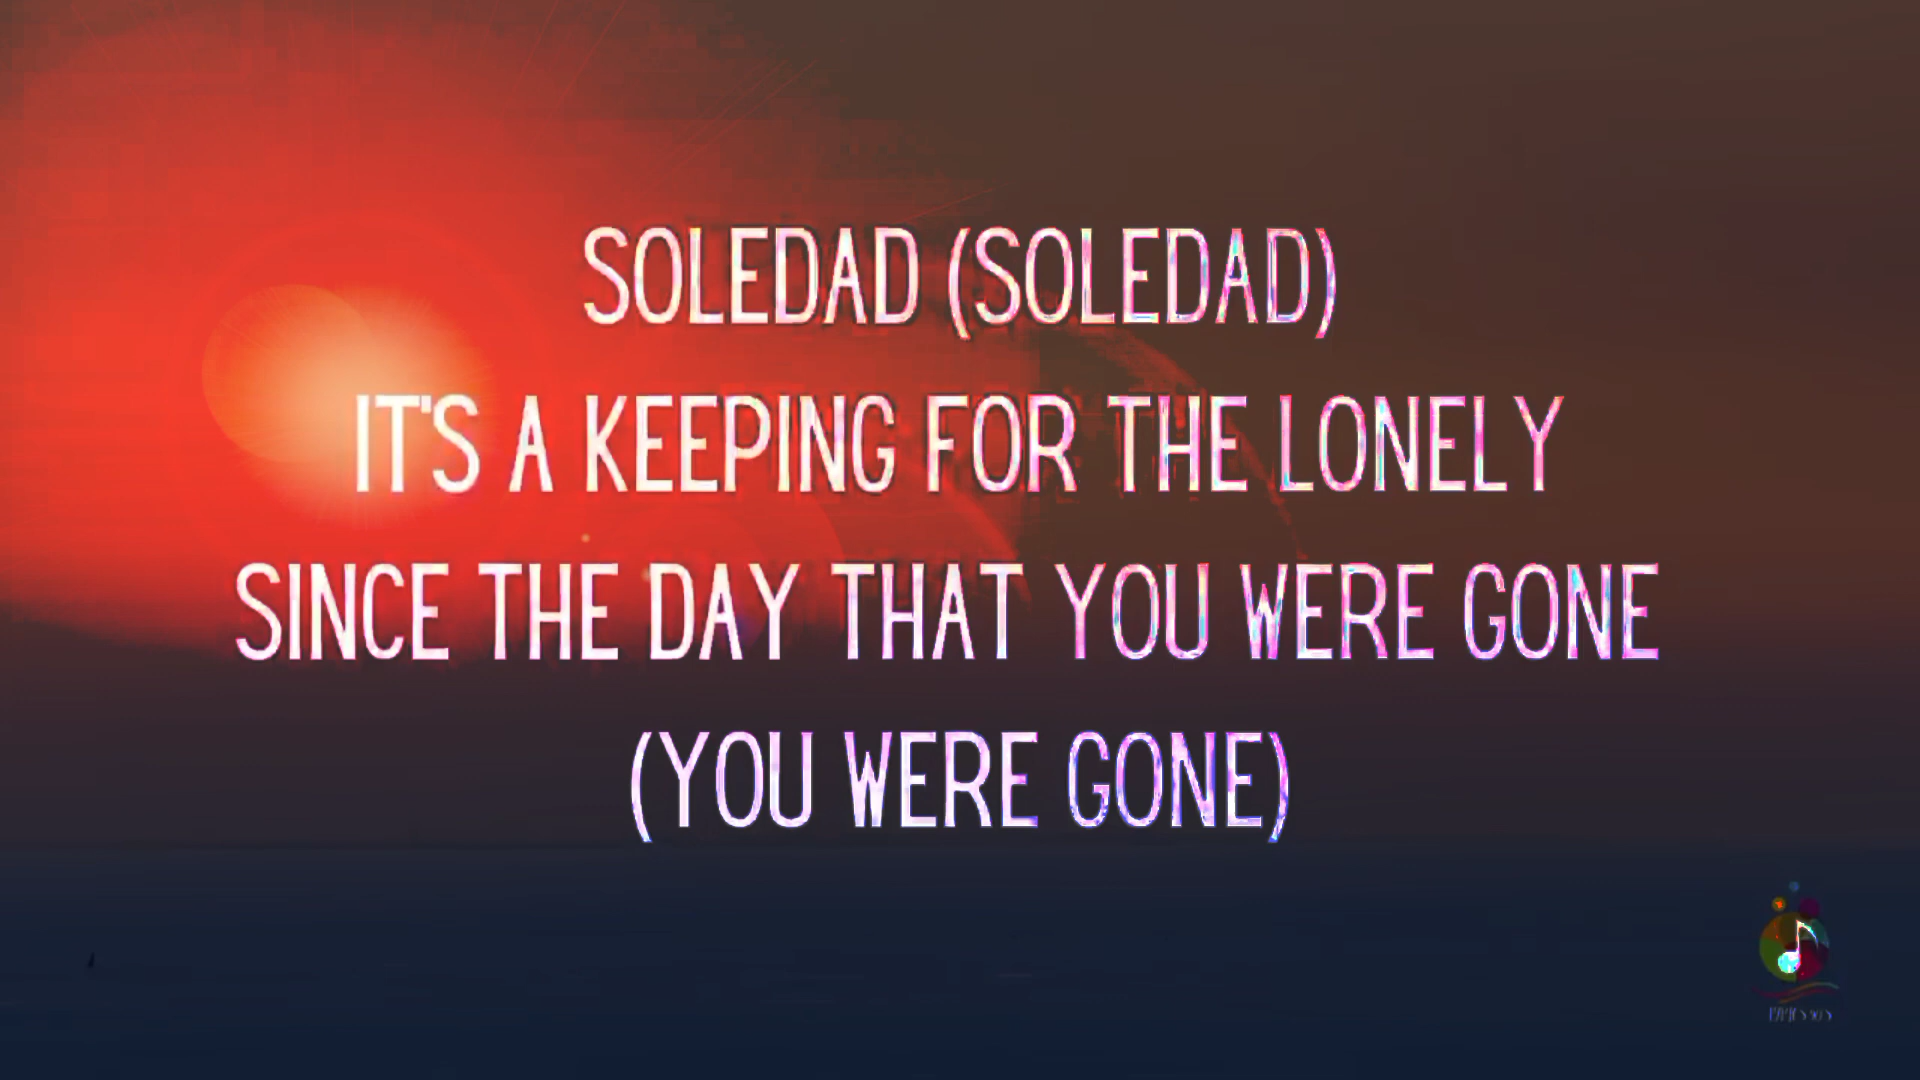 SOLEDAD (SOLEDAD)
IT'S A KEEPING FOR THE LONELY
SINCE THE DAY THAT YOU WERE GONE
(YOU WERE GONE)